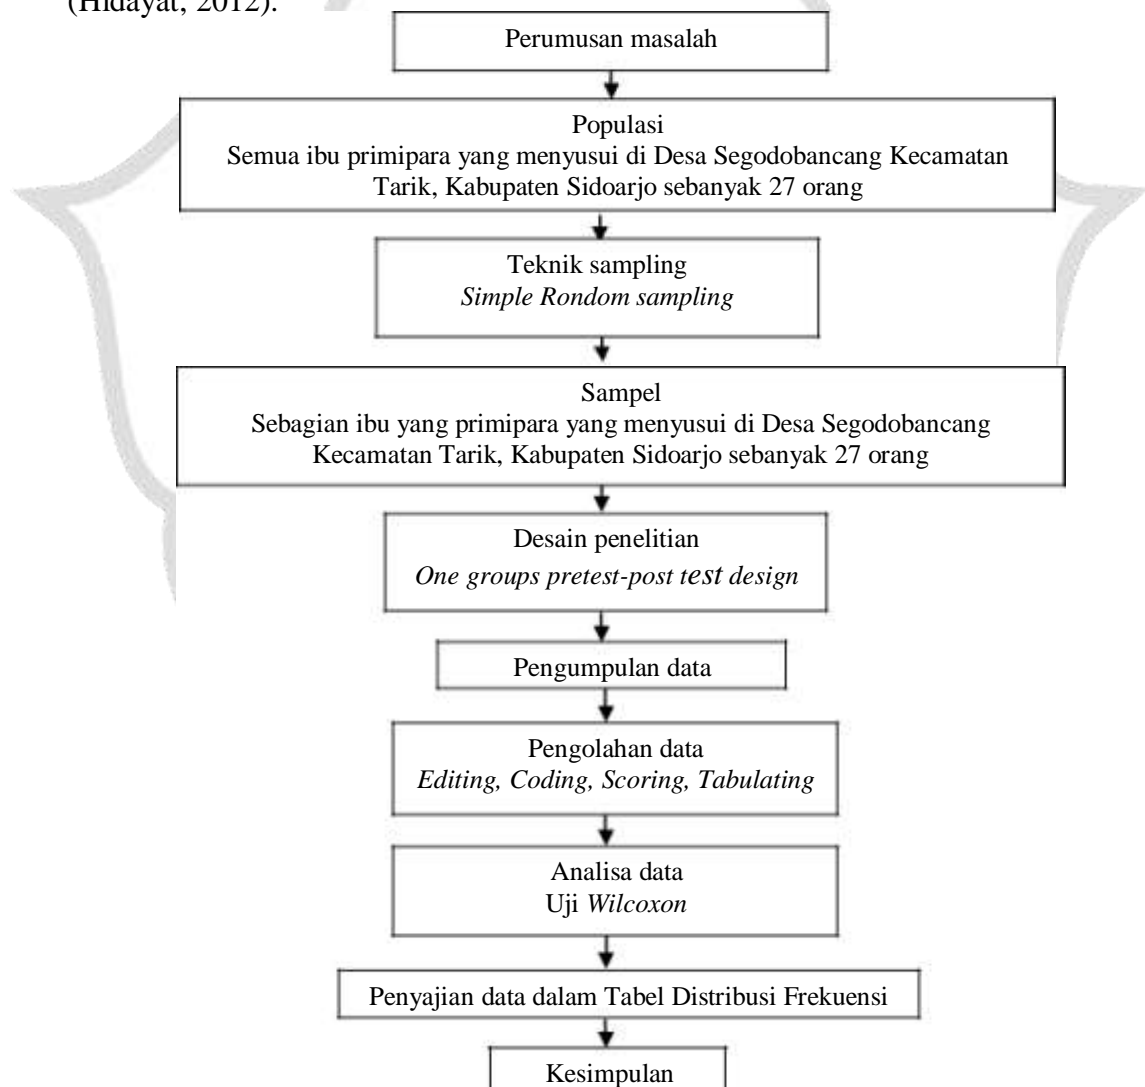 (Hidayat, 2012).
Perumusan masalah
Populasi
Semua ibu primipara yang menyusui di Desa Segodobancang Kecamatan
Tarik, Kabupaten Sidoarjo sebanyak 27 orang
Teknik sampling
Simple Rondom sampling
Sampel
Sebagian ibu yang primipara yang menyusui di Desa Segodobancang
Kecamatan Tarik, Kabupaten Sidoarjo sebanyak 27 orang
Desain penelitian
One groups pretest-post test design
Pengumpulan data
Pengolahan data
Editing, Coding, Scoring, Tabulating
Analisa data
Uji Wilcoxon
Penyajian data dalam Tabel Distribusi Frekuensi
Kesimpulan